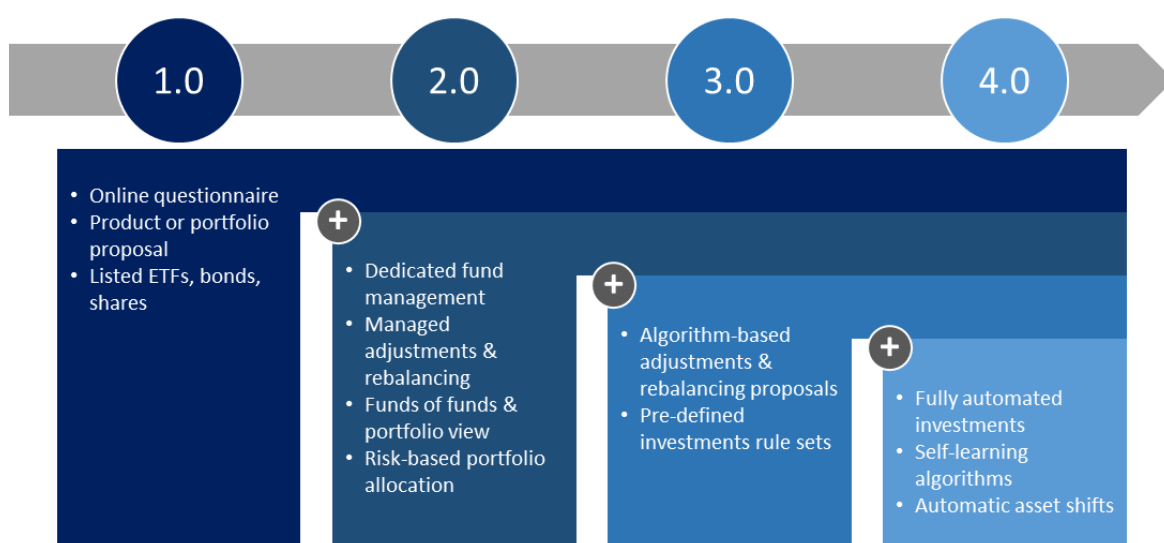 1.0
2.0
3.0
4.0
• Online questionnaire
• Product or portfolio
proposal
• Listed ETFs, bonds,
shares
+
• Dedicated fund
management
• Managed
adjustments &
rebalancing
• Funds of funds &
portfolio view
• Risk-based portfolio
allocation
+
• Algorithm-based
adjustments &
rebalancing proposals
• Pre-defined
investments rule sets
+
• Fully automated
investments
• Self-learning
algorithms
• Automatic asset shifts